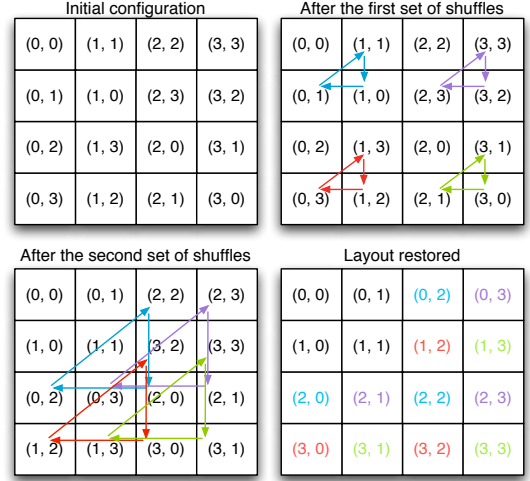 Initial configuration
(0, 0) (1, 1) (2, 2) (3, 3)
(0, 1) (1, 0) (2, 3) (3, 2)
(0, 2) (1, 3) (2, 0) (3, 1)
(0, 3) (1, 2) (2, 1) (3, 0)
After the first set of shuffles
(0, 0) (1, 1) (2, 2) (3, 3)
(0, 1) (1, 0) (2, 3) (3, 2)
(0, 2) (1, 3) (2, 0) (3, 1)
(0, 3) (1, 2) (2, 1) (3, 0)
After the second set of shuffles
(0, 0) (0, 1) (2, 2) (2, 3)
(1, 0) (1, 1) (3, 2) (3, 3)
(0, 2) (0, 3) (2, 0) (2, 1)
(1, 2) (1, 3) (3, 0) (3, 1)
Layout restored
(0, 0) (0, 1) (0, 2) (0, 3)
(1, 0) (1, 1) (1, 2) (1, 3)
(2, 0) (2, 1) (2, 2) (2, 3)
(3, 0) (3, 1) (3, 2) (3, 3)